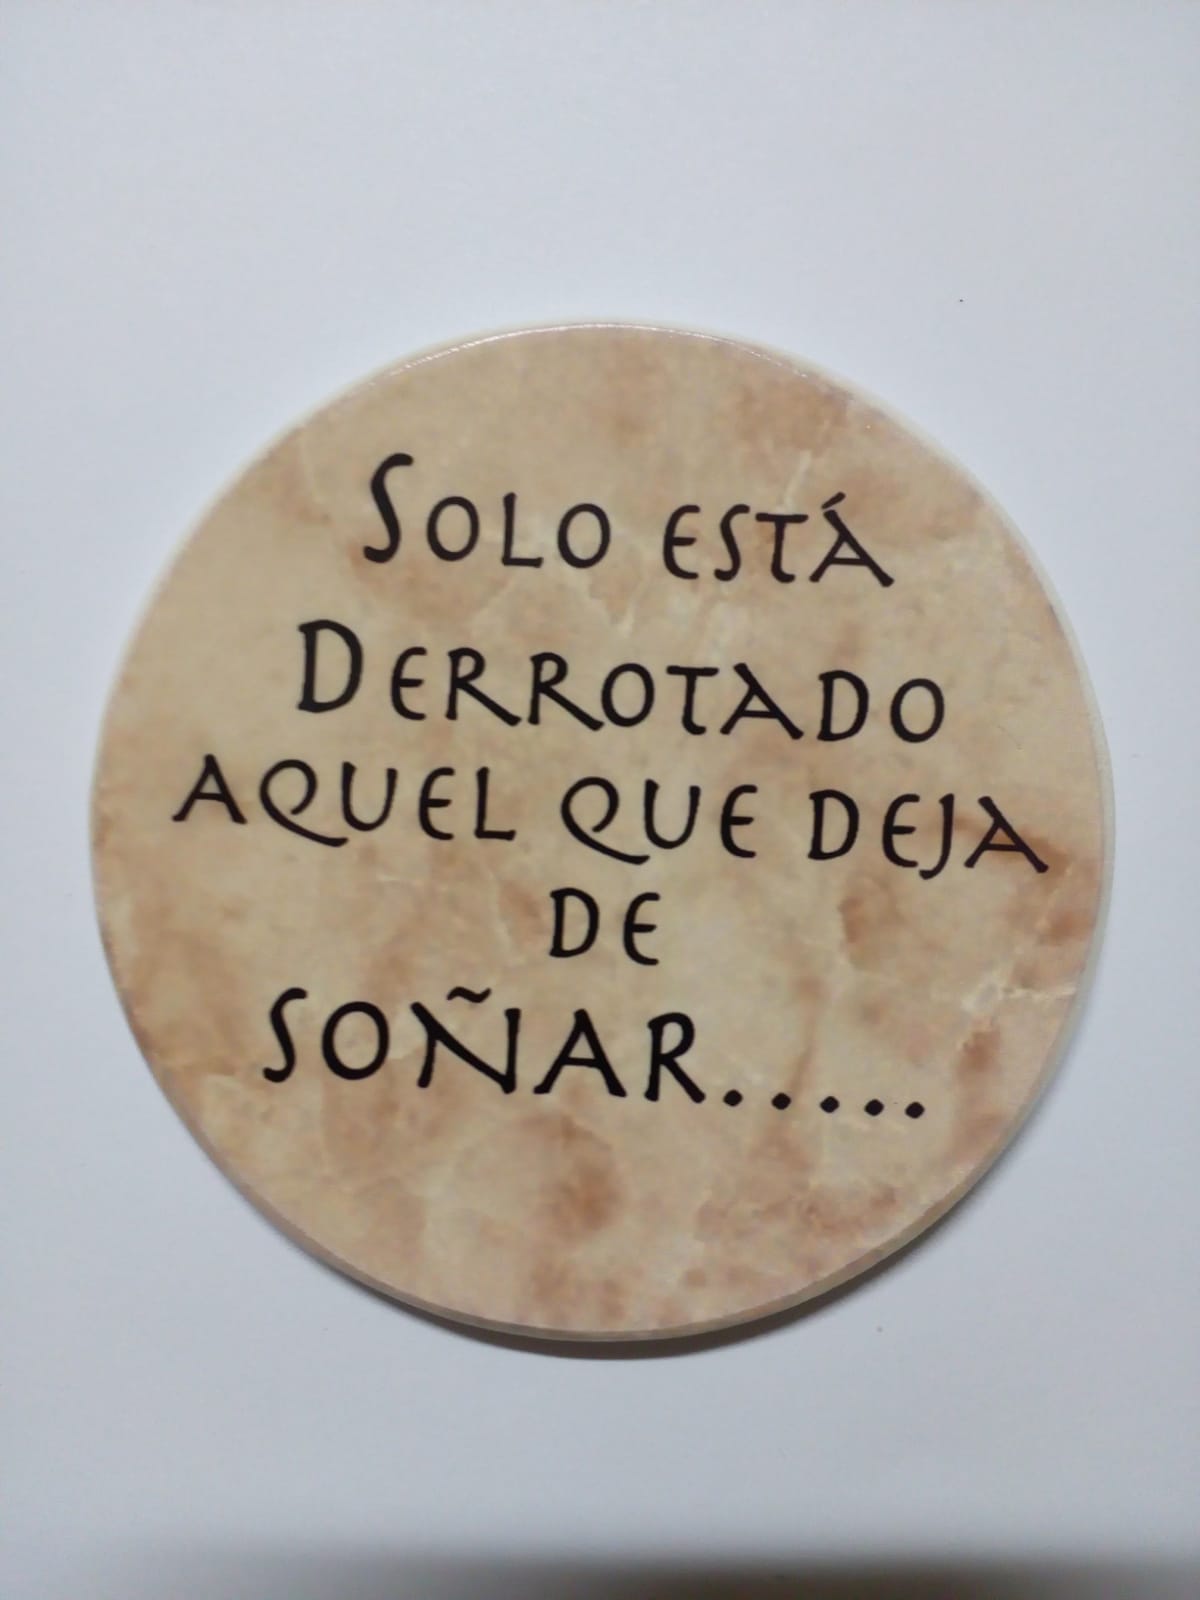 Solo está
Derrotado
aquel que deja
de
soñar.....